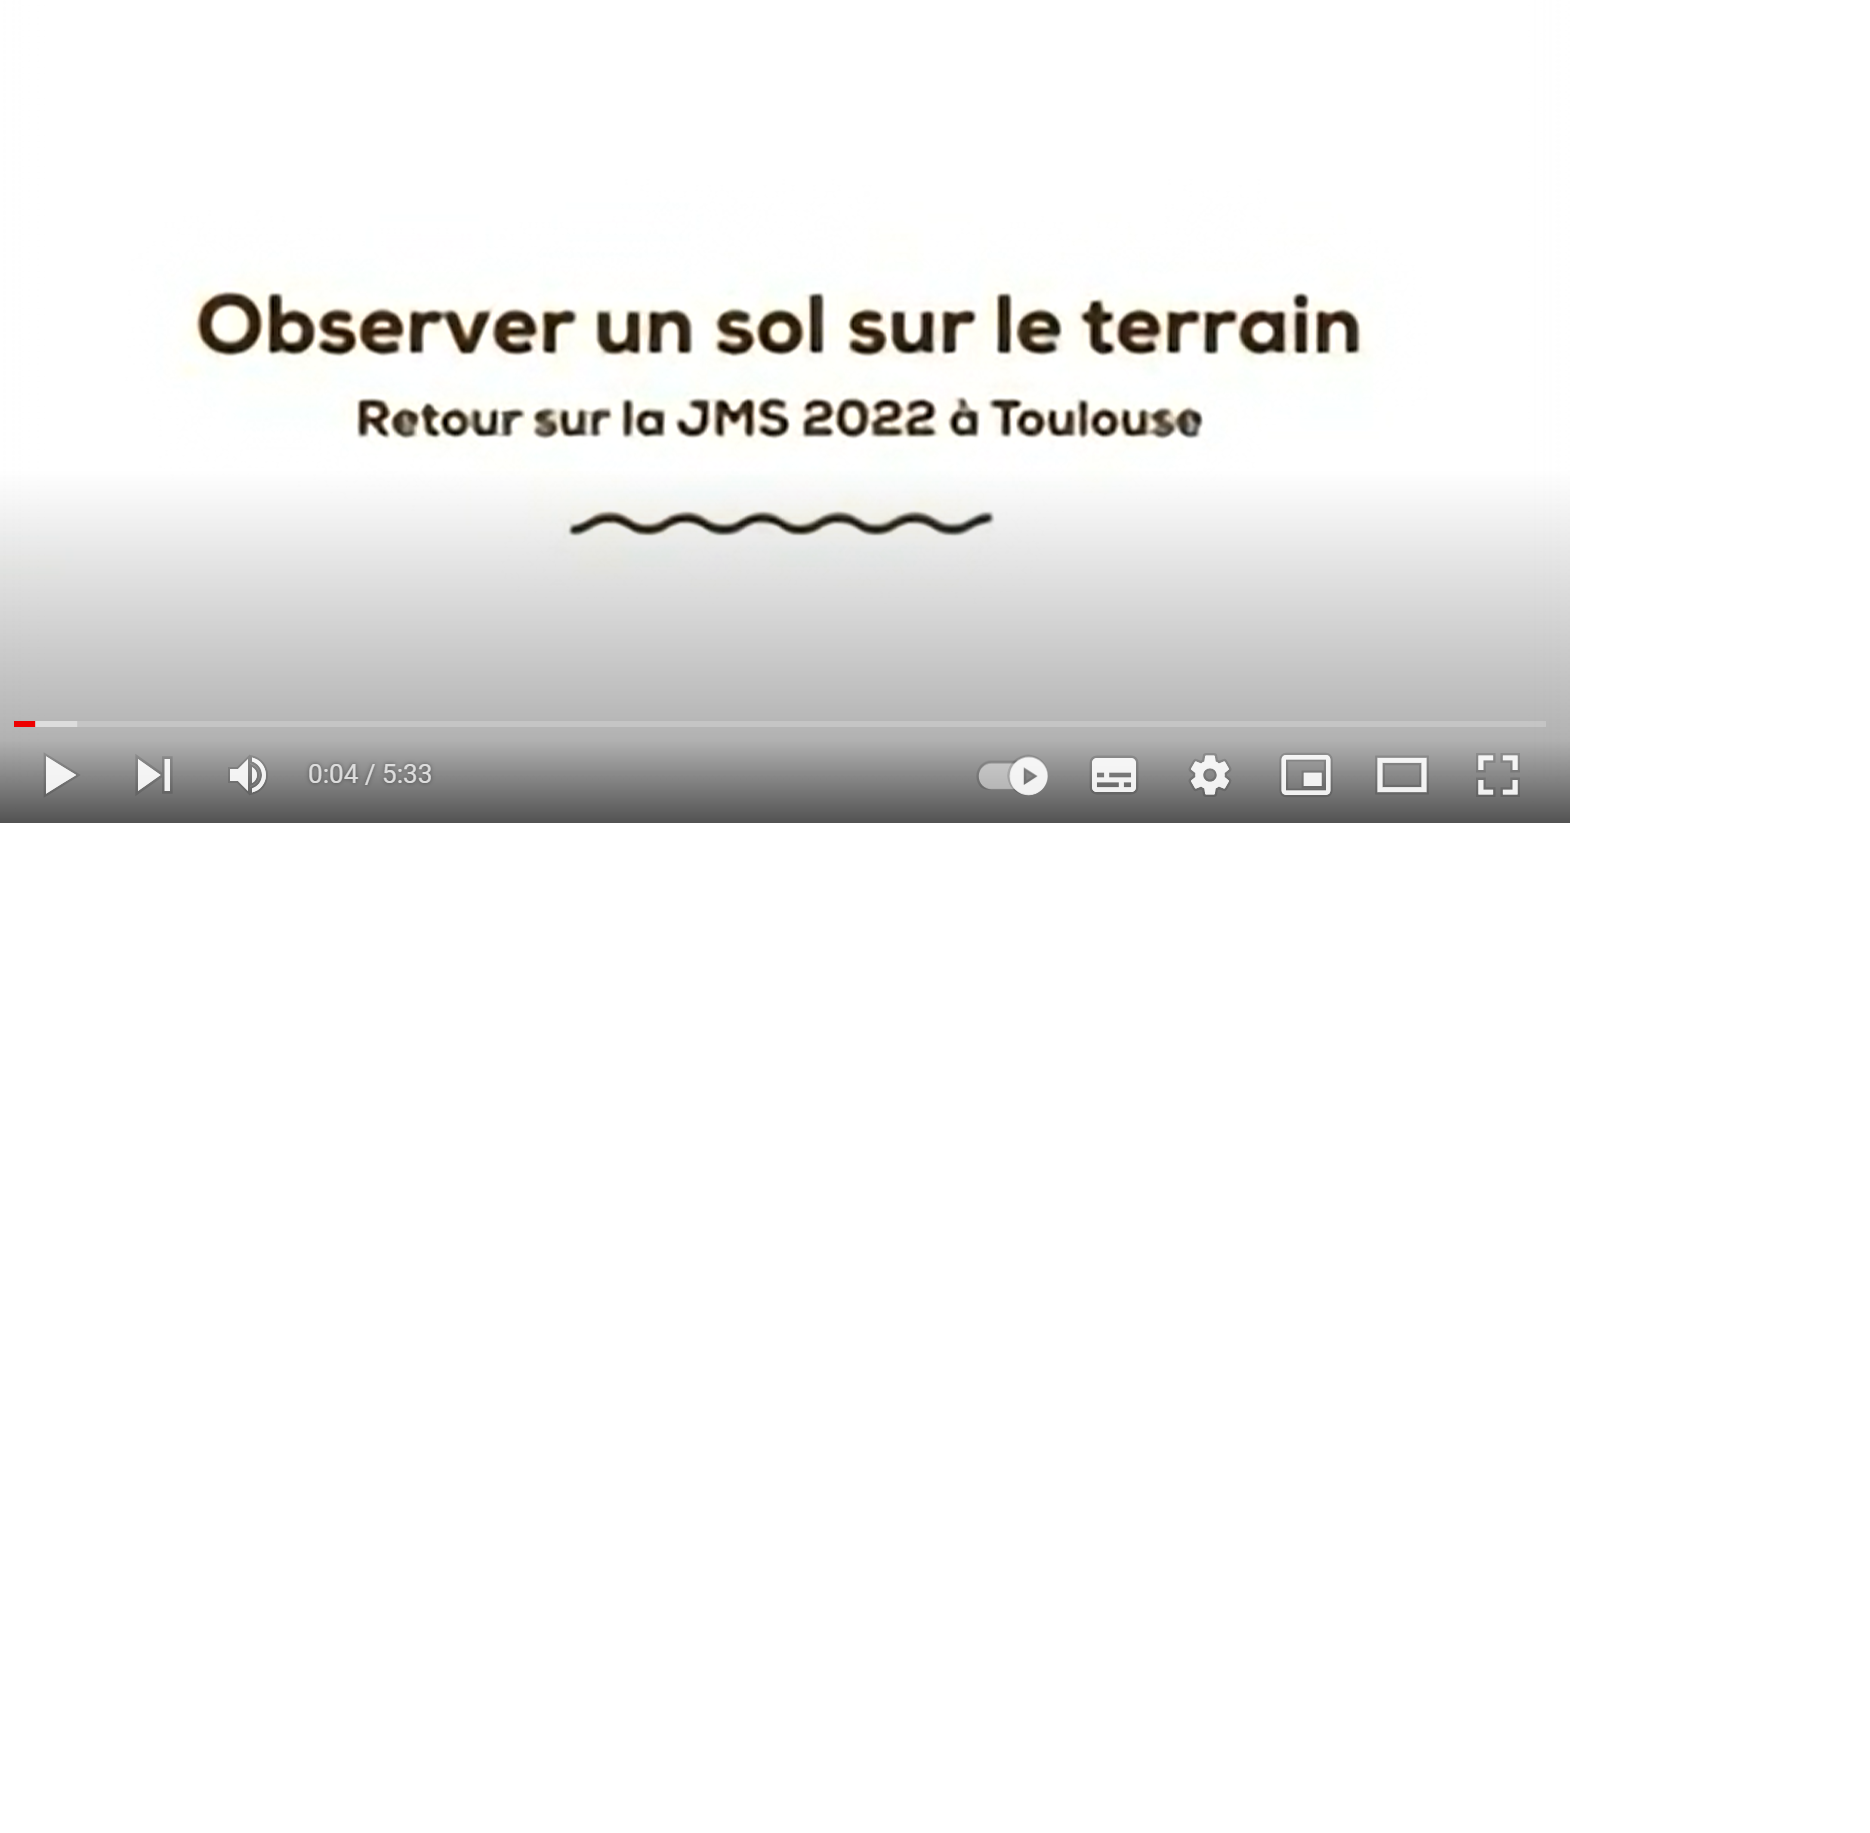 Observer un sol sur le terrain
Retour sur la JMS 2022 à Toulouse
0:04 / 5:33